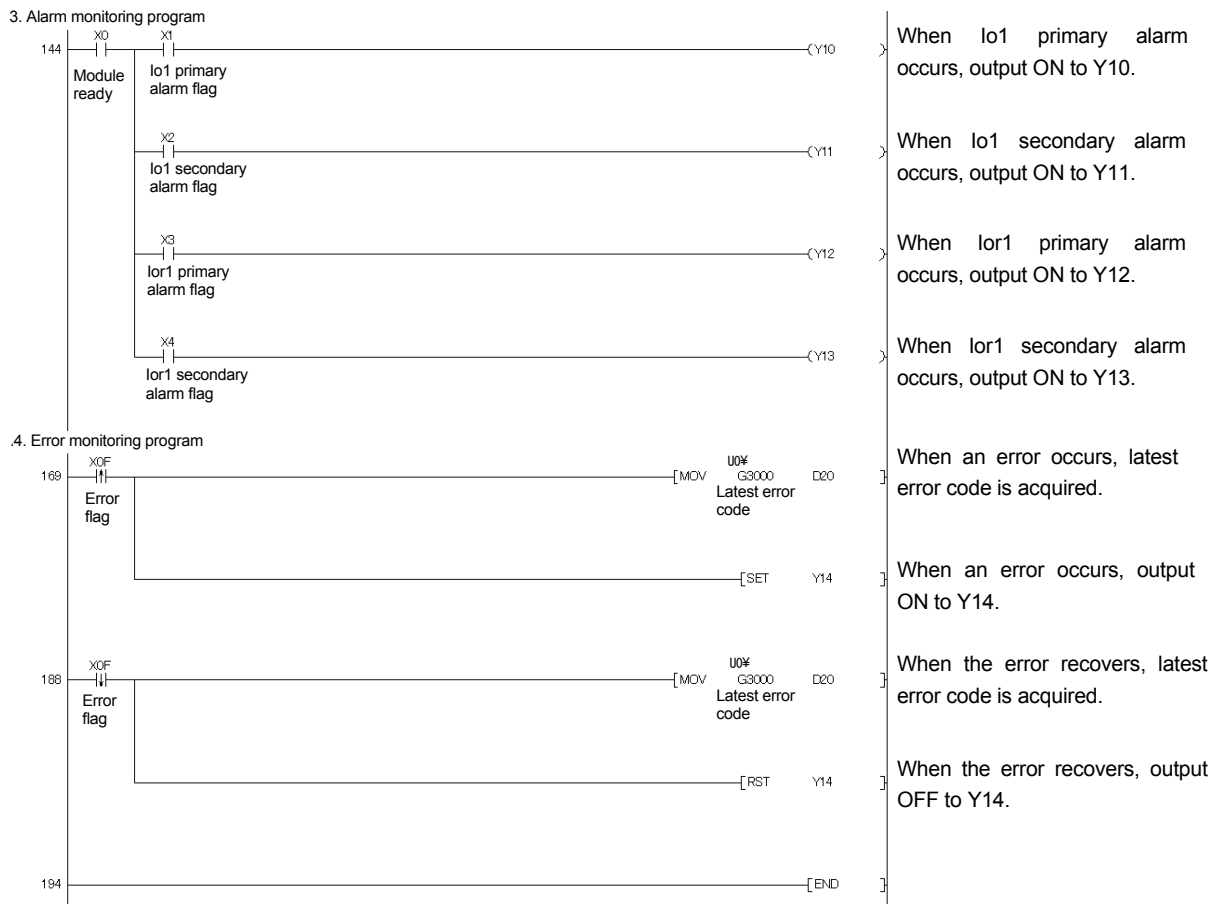 3. Alarm monitoring program
X0 X1
144 (Y10 ) When Io1 primary alarm
Module Io1 primary occurs, output ON to Y10.
ready alarm flag
X2
(Y11 ) When Io1 secondary alarm
Io1 secondary occurs, output ON to Y11.
alarm flag
X3
(Y12 ) When Ior1 primary alarm
Ior1 primary occurs, output ON to Y12.
alarm flag
X4
(Y13 ) When Ior1 secondary alarm
Ior1 secondary occurs, output ON to Y13.
alarm flag
.4. Error monitoring program
X0F U0¥
169 [MOV G3000 D20 ] When an error occurs, latest
Error Latest error error code is acquired.
flag code
[SET Y14 ] When an error occurs, output
ON to Y14.
X0F U0¥
188 [MOV G3000 D20 ] When the error recovers, latest
Error Latest error error code is acquired.
flag code
[RST Y14 ] When the error recovers, output
OFF to Y14.
194 [END ]